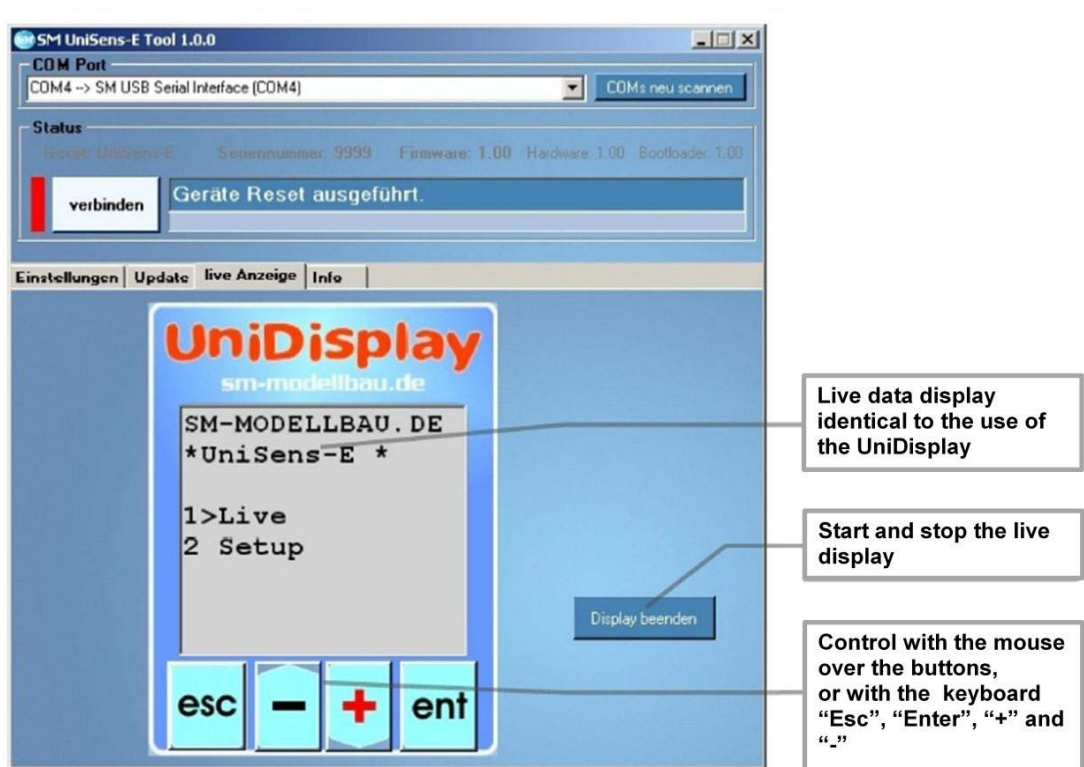 SM UniSens-E Tool 1.0.0
COM Port
COM4 --> SM USB Serial Interface (COM4)
COMs neu scannen
Status
Gerät: UniSens-E Seriennummer: 9999 Firmware: 1.00 Hardware: 1.00 Bootloader: 1.00
verbinden
Geräte Reset ausgeführt.
Einstellungen Update live Anzeige Info
UniDisplay
sm-modellbau.de
SM-MODELLBAU.DE
*UniSens-E *
1>Live
2 Setup
Display beenden
esc - + ent
Live data display
identical to the use of
the UniDisplay
Start and stop the live
display
Control with the mouse
over the buttons,
or with the keyboard
“Esc”, “Enter”, “+” and
“-”